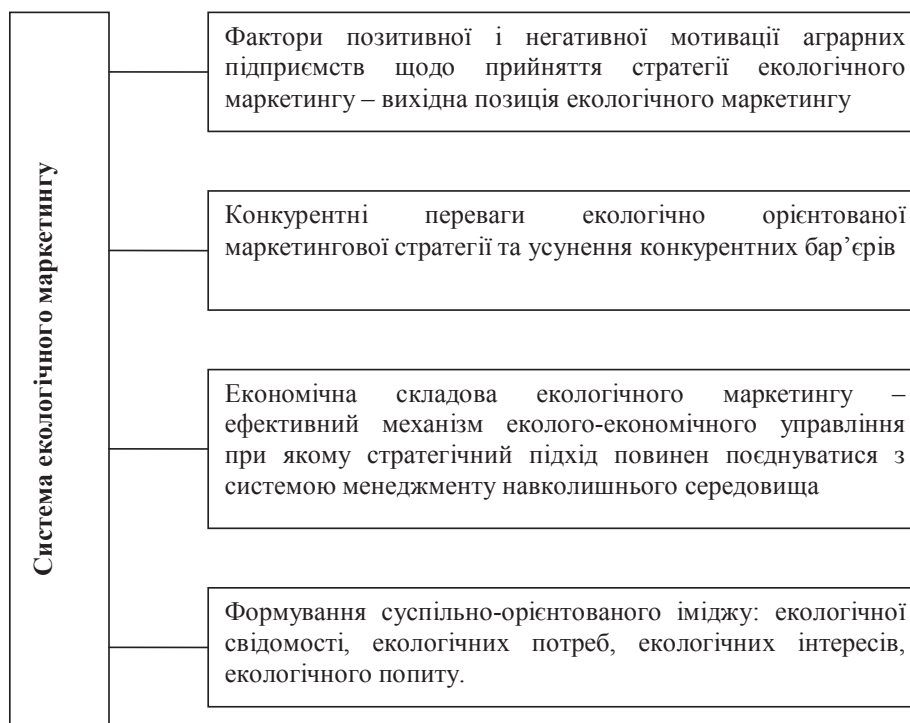 Система екологічного маркетингу
Фактори позитивної і негативної мотивації аграрних
підприємств щодо прийняття стратегії екологічного
маркетингу – вихідна позиція екологічного маркетингу
Конкурентні переваги екологічно орієнтованої
маркетингової стратегії та усунення конкурентних бар’єрів
Економічна складова екологічного маркетингу –
ефективний механізм еколого-економічного управління
при якому стратегічний підхід повинен поєднуватися з
системою менеджменту навколишнього середовища
Формування суспільно-орієнтованого іміджу: екологічної
свідомості, екологічних потреб, екологічних інтересів,
екологічного попиту.